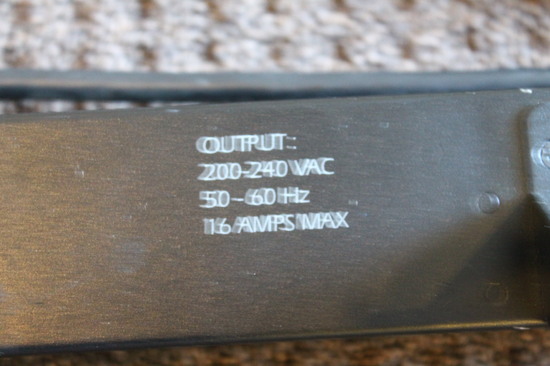 OUTPUT:
200-240 VAC
50-60 Hz
16 AMPS MAX